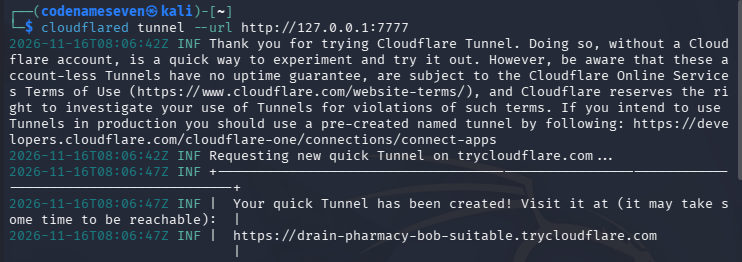 ┌──(codenameseven㉿kali)-[~]
└─$ cloudflared tunnel --url http://127.0.0.1:7777
2026-11-16T08:06:42Z INF Thank you for trying Cloudflare Tunnel. Doing so, without a Cloud
flare account, is a quick way to experiment and try it out. However, be aware that these a
ccount-less Tunnels have no uptime guarantee, are subject to the Cloudflare Online Service
s Terms of Use (https://www.cloudflare.com/website-terms/), and Cloudflare reserves the ri
ght to investigate your use of Tunnels for violations of such terms. If you intend to use
Tunnels in production you should use a pre-created named tunnel by following: https://deve
lopers.cloudflare.com/cloudflare-one/connections/connect-apps
2026-11-16T08:06:42Z INF Requesting new quick Tunnel on trycloudflare.com...
2026-11-16T08:06:47Z INF +--------------------------------------------------------------------------------------------+
2026-11-16T08:06:47Z INF |  Your quick Tunnel has been created! Visit it at (it may take s
ome time to be reachable):  |
2026-11-16T08:06:47Z INF |  https://drain-pharmacy-bob-suitable.trycloudflare.com
|